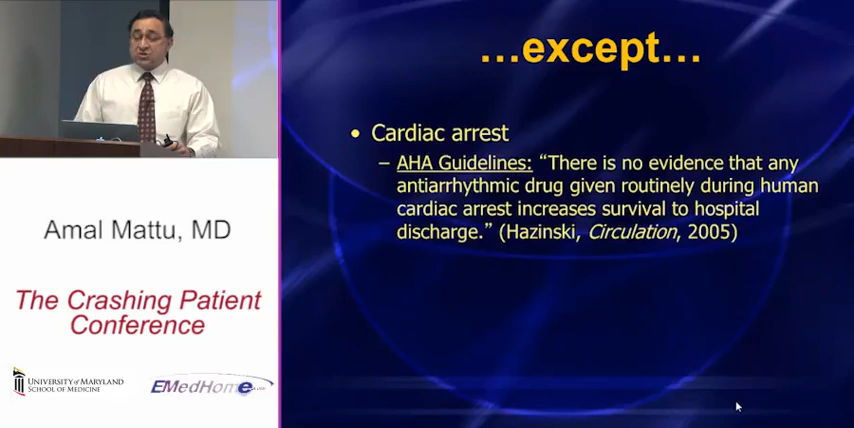 Amal Mattu, MD
The Crashing Patient
Conference
UNIVERSITY of MARYLAND
SCHOOL OF MEDICINE
EMedHome
…except…
• Cardiac arrest
– AHA Guidelines: “There is no evidence that any
antiarrhythmic drug given routinely during human
cardiac arrest increases survival to hospital
discharge.” (Hazinski, Circulation, 2005)